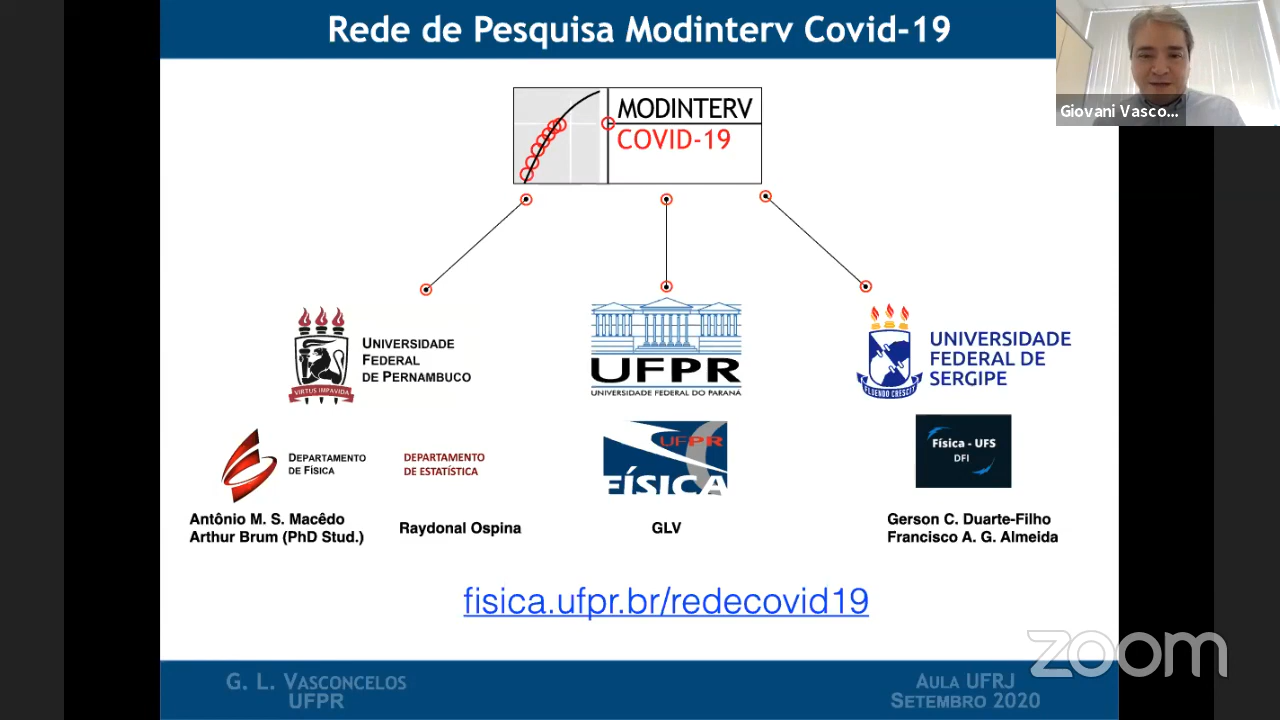 Rede de Pesquisa Modinterv Covid-19
Giovani Vasco...
MODINTERV
COVID-19
UNIVERSIDADE
FEDERAL
DE PERNAMBUCO
VIRTUS IMPAVIDA
UFPR
UNIVERSIDADE FEDERAL DO PARANÁ
UNIVERSIDADE
FEDERAL DE
SERGIPE
FLUENDO CRESCIT
DEPARTAMENTO
DE FÍSICA
DEPARTAMENTO
DE ESTATÍSTICA
UFPR
FÍSICA
Física - UFS
DFI
Antônio M. S. Macêdo
Arthur Brum (PhD Stud.)
Raydonal Ospina
GLV
Gerson C. Duarte-Filho
Francisco A. G. Almeida
fisica.ufpr.br/redecovid19
zoom
G. L. VASCONCELOS
UFPR
AULA UFRJ
SETEMBRO 2020